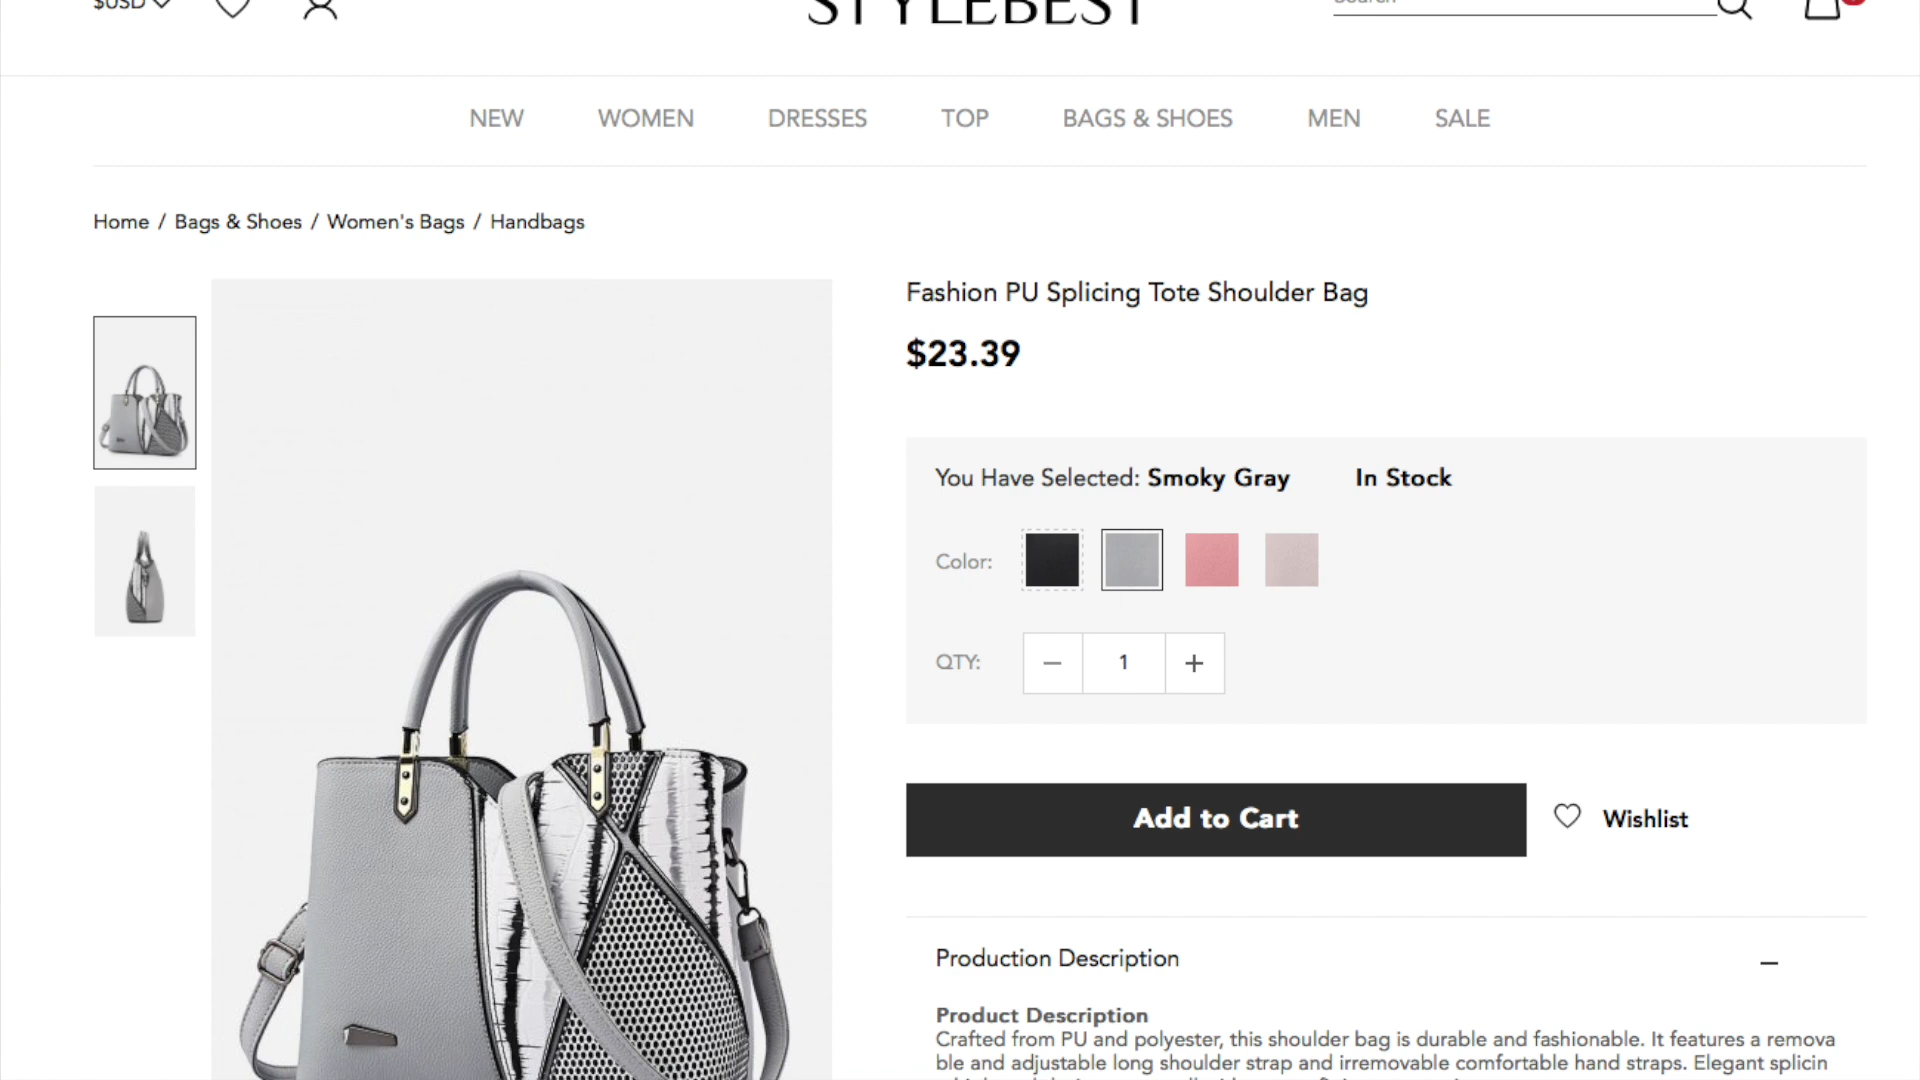 $USD
STYLEBEST
Search
NEW WOMEN DRESSES TOP BAGS & SHOES MEN SALE
Home / Bags & Shoes / Women's Bags / Handbags
Fashion PU Splicing Tote Shoulder Bag
$23.39
You Have Selected: Smoky Gray In Stock
Color:
QTY: 1
Add to Cart Wishlist
Production Description
Product Description
Crafted from PU and polyester, this shoulder bag is durable and fashionable. It features a remova
ble and adjustable long shoulder strap and irremovable comfortable hand straps. Elegant splicin